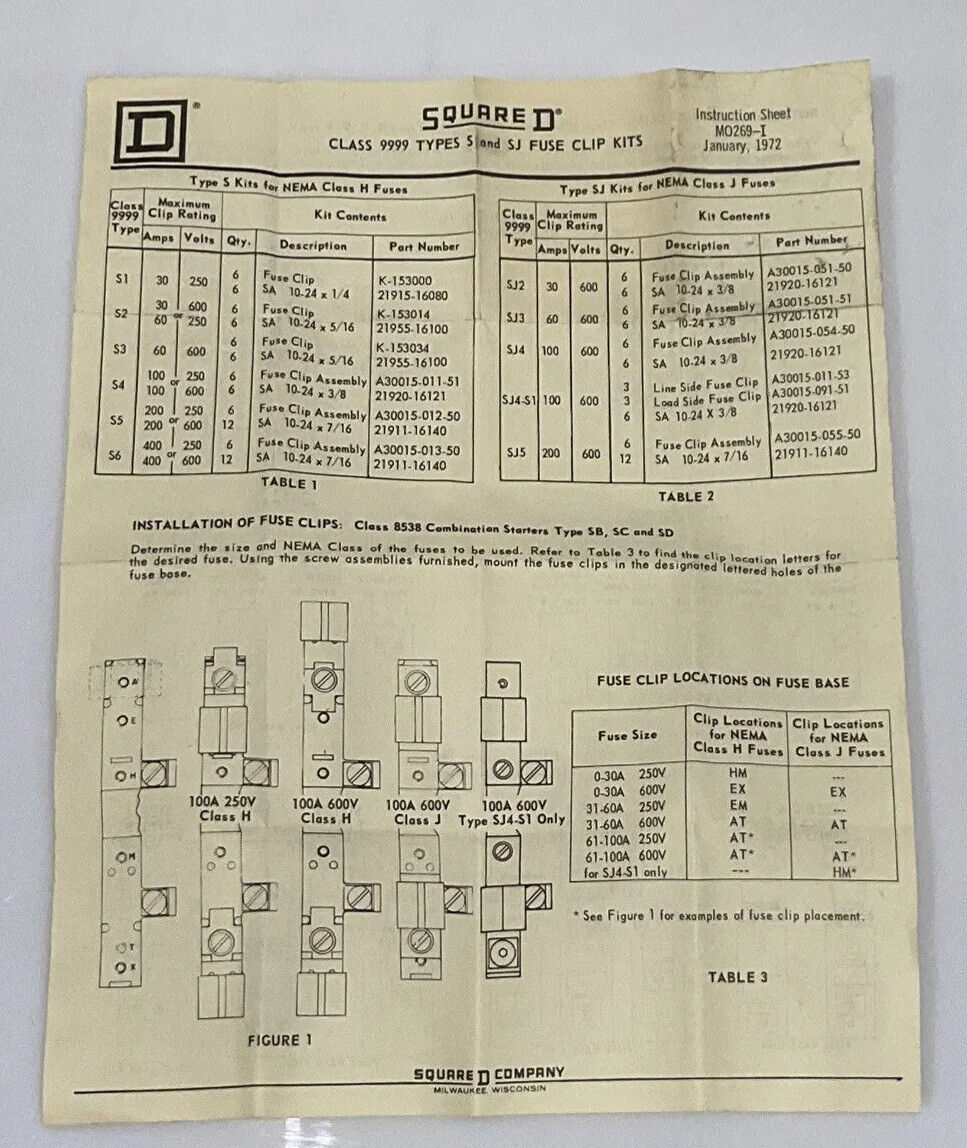 D ®
SQUARE D®
CLASS 9999 TYPES S and SJ FUSE CLIP KITS
Instruction Sheet
MO269-I
January, 1972
Type S Kits for NEMA Class H Fuses
Class 9999 Type | Maximum Clip Rating | Kit Contents
Amps | Volts | Qty. | Description | Part Number
S1 30 250 6 Fuse Clip K-153000
6 SA 10-24 x 1/4 21915-16080
S2 30 or 600 6 Fuse Clip K-153014
60 250 6 SA 10-24 x 5/16 21955-16100
S3 60 600 6 Fuse Clip K-153034
6 SA 10-24 x 5/16 21955-16100
S4 100 or 250 6 Fuse Clip Assembly A30015-011-51
100 600 6 SA 10-24 x 3/8 21920-16121
S5 200 or 250 6 Fuse Clip Assembly A30015-012-50
200 600 12 SA 10-24 x 7/16 21911-16140
S6 400 or 250 6 Fuse Clip Assembly A30015-013-50
400 600 12 SA 10-24 x 7/16 21911-16140
TABLE 1
Type SJ Kits for NEMA Class J Fuses
Class 9999 Type | Maximum Clip Rating | Kit Contents
Amps | Volts | Qty. | Description | Part Number
SJ2 30 600 6 Fuse Clip Assembly A30015-051-50
6 SA 10-24 x 3/8 21920-16121
SJ3 60 600 6 Fuse Clip Assembly A30015-051-51
6 SA 10-24 x 3/8 21920-16121
SJ4 100 600 6 Fuse Clip Assembly A30015-054-50
6 SA 10-24 x 3/8 21920-16121
SJ4-S1 100 600 3 Line Side Fuse Clip A30015-011-53
3 Load Side Fuse Clip A30015-091-51
6 SA 10-24 X 3/8 21920-16121
SJ5 200 600 6 Fuse Clip Assembly A30015-055-50
12 SA 10-24 x 7/16 21911-16140
TABLE 2
INSTALLATION OF FUSE CLIPS: Class 8538 Combination Starters Type SB, SC and SD
Determine the size and NEMA Class of the fuses to be used. Refer to Table 3 to find the clip location letters for
the desired fuse. Using the screw assemblies furnished, mount the fuse clips in the designated lettered holes of the
fuse base.
A
E
H
M
T
X
100A 250V
Class H
100A 600V
Class H
100A 600V
Class J
100A 600V
Type SJ4-S1 Only
FIGURE 1
FUSE CLIP LOCATIONS ON FUSE BASE
Fuse Size | Clip Locations for NEMA Class H Fuses | Clip Locations for NEMA Class J Fuses
0-30A 250V HM ---
0-30A 600V EX EX
31-60A 250V EM ---
31-60A 600V AT AT
61-100A 250V AT* ---
61-100A 600V AT* AT*
for SJ4-S1 only --- HM*
* See Figure 1 for examples of fuse clip placement.
TABLE 3
SQUARE D COMPANY
MILWAUKEE, WISCONSIN